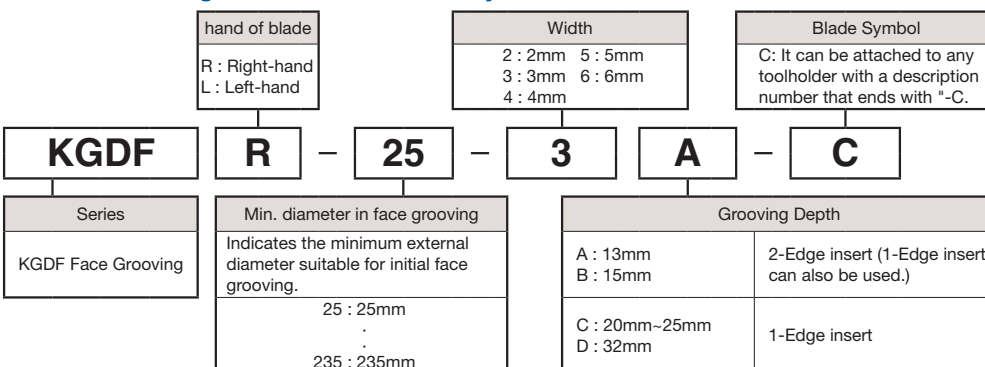 hand of blade
R : Right-hand
L : Left-hand
Width
2 : 2mm 5 : 5mm
3 : 3mm 6 : 6mm
4 : 4mm
Blade Symbol
C: It can be attached to any
toolholder with a description
number that ends with "-C.
KGDF R – 25 – 3 A – C
Series
KGDF Face Grooving
Min. diameter in face grooving
Indicates the minimum external
diameter suitable for initial face
grooving.
25 : 25mm
.
.
235 : 235mm
Grooving Depth
A : 13mm
B : 15mm
2-Edge insert (1-Edge insert
can also be used.)
C : 20mm~25mm
D : 32mm
1-Edge insert